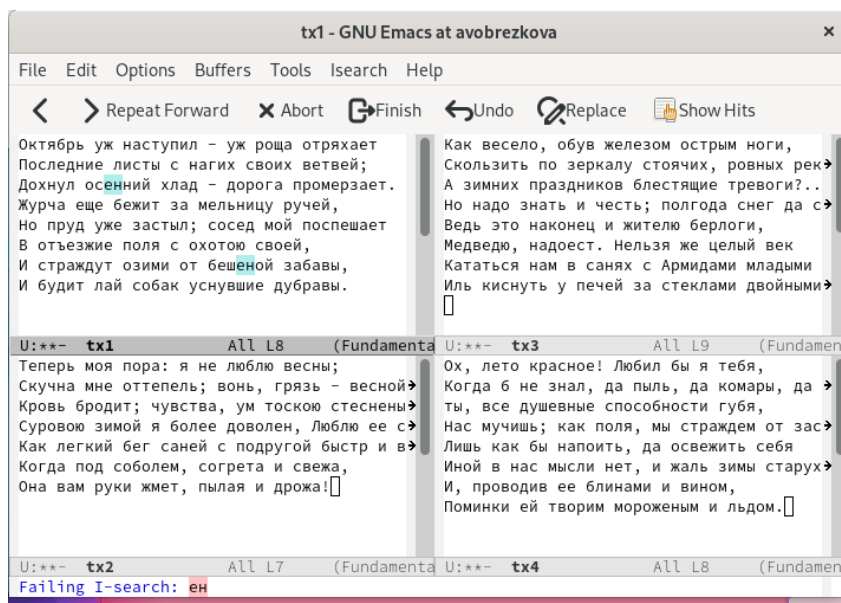 tx1 - GNU Emacs at avobrezkova
File Edit Options Buffers Tools Isearch Help
Repeat Forward Abort Finish Undo Replace Show Hits
Октябрь уж наступил - уж роща отряхает
Последние листы с нагих своих ветвей;
Дохнул осенний хлад - дорога промерзает.
Журча еще бежит за мельницу ручей,
Но пруд уже застыл; сосед мой поспешает
В отъезжие поля с охотою своей,
И страждут озими от бешеной забавы,
И будит лай собак уснувшие дубравы.
U:**- tx1 All L8 (Fundamenta
Как весело, обув железом острым ноги,
Скользить по зеркалу стоячих, ровных рек
А зимних праздников блестящие тревоги?..
Но надо знать и честь; полгода снег да с
Ведь это наконец и жителю берлоги,
Медведю, надоест. Нельзя же целый век
Кататься нам в санях с Армидами младыми
Иль киснуть у печей за стеклами двойными
U:**- tx3 All L9 (Fundamen
Теперь моя пора: я не люблю весны;
Скучна мне оттепель; вонь, грязь - весной
Кровь бродит; чувства, ум тоскою стеснены
Суровою зимой я более доволен, Люблю ее с
Как легкий бег саней с подругой быстр и в
Когда под соболем, согрета и свежа,
Она вам руки жмет, пылая и дрожа!
U:**- tx2 All L7 (Fundamenta
Ох, лето красное! Любил бы я тебя,
Когда б не знал, да пыль, да комары, да
ты, все душевные способности губя,
Нас мучишь; как поля, мы страждем от зас
Лишь как бы напоить, да освежить себя
Иной в нас мысли нет, и жаль зимы старух
И, проводив ее блинами и вином,
Поминки ей творим мороженым и льдом.
U:**- tx4 All L8 (Fundamen
Failing I-search: ен